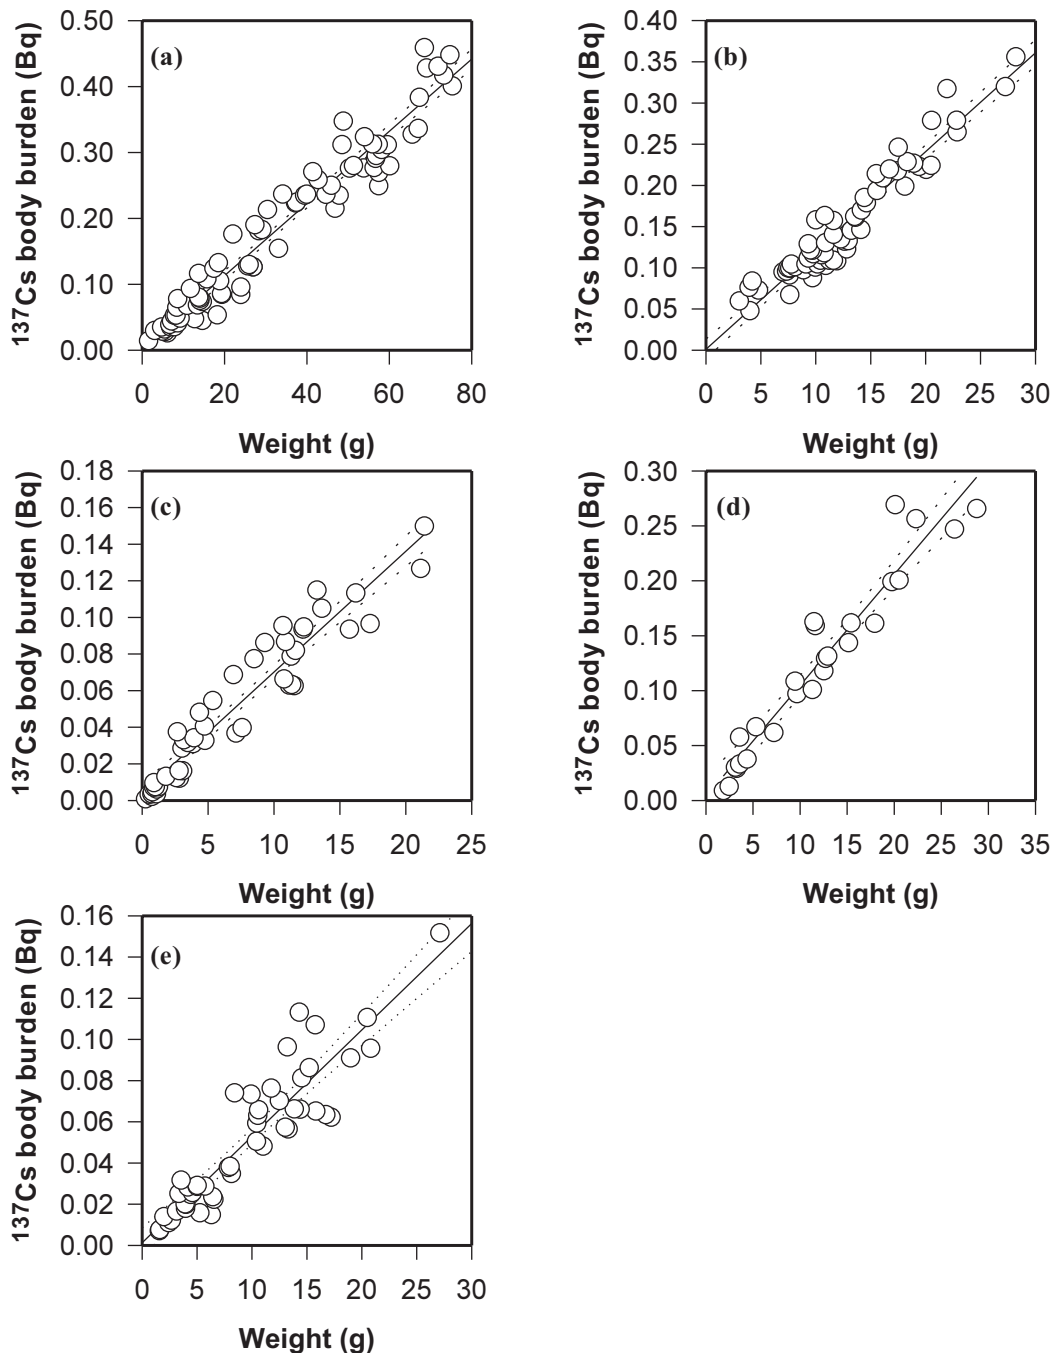 (a)
137Cs body burden (Bq)
0.50
0.40
0.30
0.20
0.10
0.00
0 20 40 60 80
Weight (g)
(b)
137Cs body burden (Bq)
0.40
0.35
0.30
0.25
0.20
0.15
0.10
0.05
0.00
0 5 10 15 20 25 30
Weight (g)
(c)
137Cs body burden (Bq)
0.18
0.16
0.14
0.12
0.10
0.08
0.06
0.04
0.02
0.00
0 5 10 15 20 25
Weight (g)
(d)
137Cs body burden (Bq)
0.30
0.25
0.20
0.15
0.10
0.05
0.00
0 5 10 15 20 25 30 35
Weight (g)
(e)
137Cs body burden (Bq)
0.16
0.14
0.12
0.10
0.08
0.06
0.04
0.02
0.00
0 5 10 15 20 25 30
Weight (g)